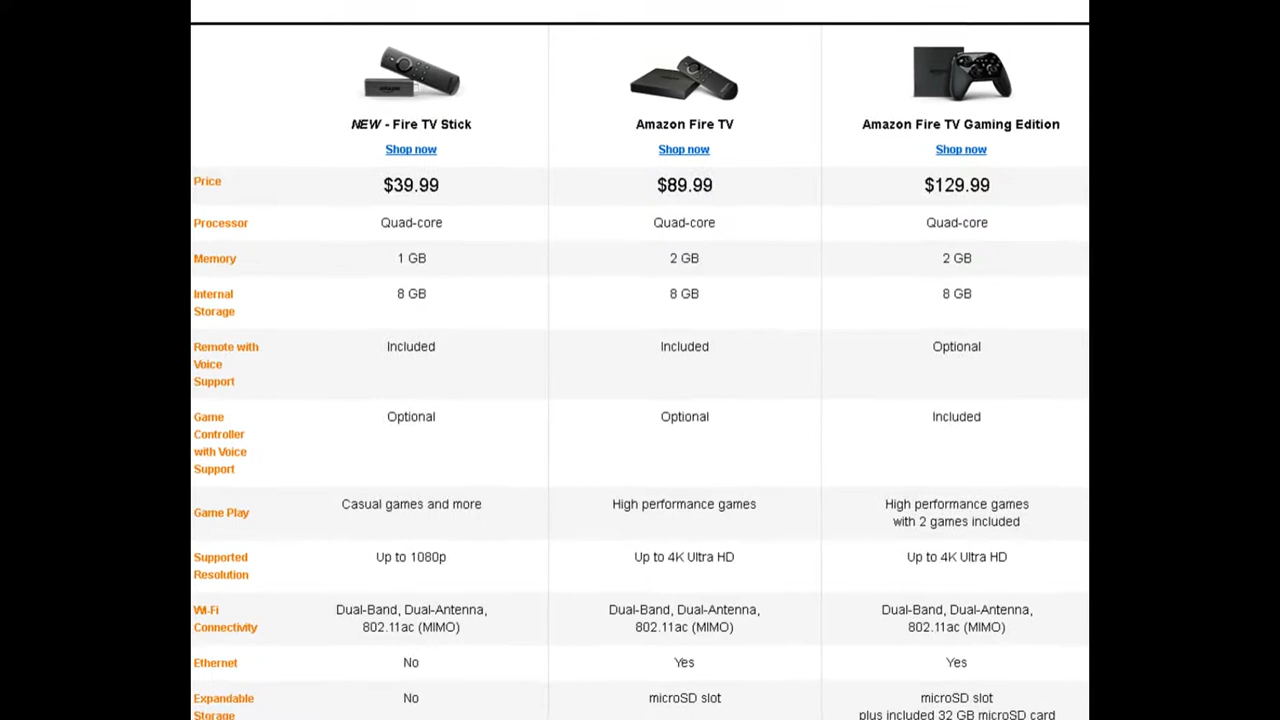 NEW - Fire TV Stick Amazon Fire TV Amazon Fire TV Gaming Edition
Shop now Shop now Shop now
Price $39.99 $89.99 $129.99
Processor Quad-core Quad-core Quad-core
Memory 1 GB 2 GB 2 GB
Internal 8 GB 8 GB 8 GB
Storage
Remote with Included Included Optional
Voice
Support
Game Optional Optional Included
Controller
with Voice
Support
Game Play Casual games and more High performance games High performance games
with 2 games included
Supported Up to 1080p Up to 4K Ultra HD Up to 4K Ultra HD
Resolution
Wi-Fi Dual-Band, Dual-Antenna, Dual-Band, Dual-Antenna, Dual-Band, Dual-Antenna,
Connectivity 802.11ac (MIMO) 802.11ac (MIMO) 802.11ac (MIMO)
Ethernet No Yes Yes
Expandable No microSD slot microSD slot
Storage plus included 32 GB microSD card